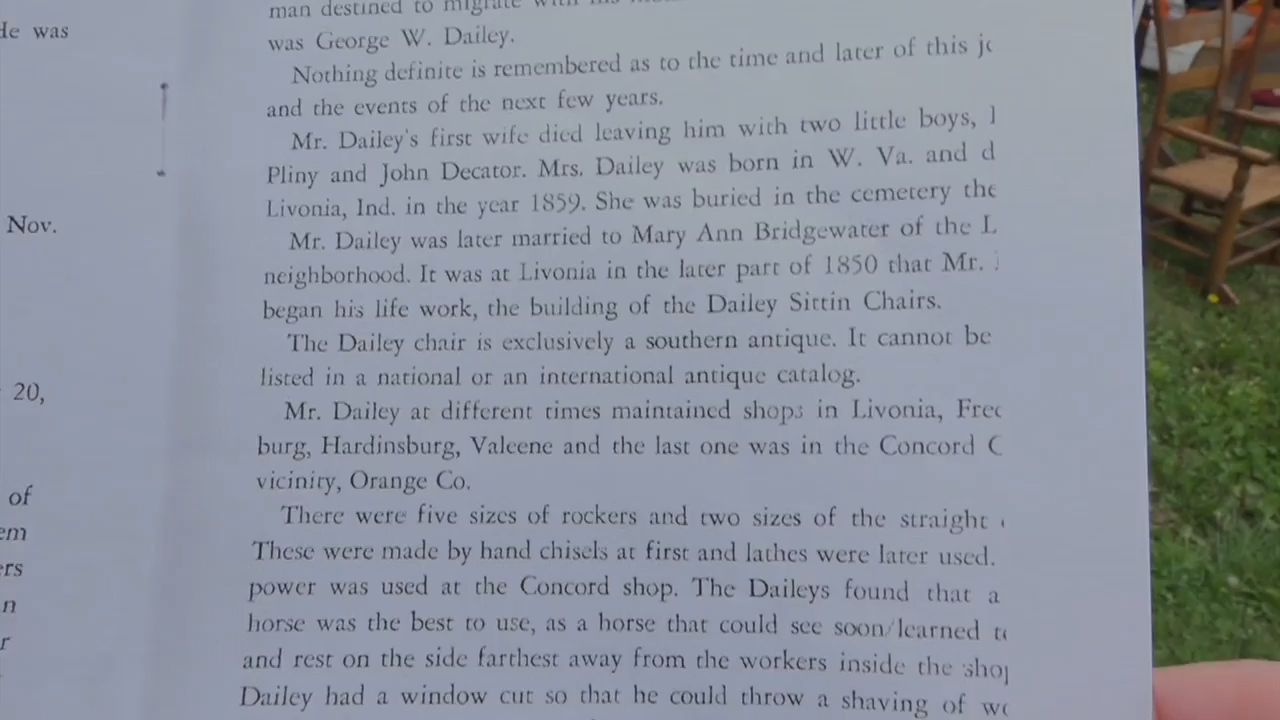 He was
Nov.
20,
of
man destined to migrate with his
was George W. Dailey.
Nothing definite is remembered as to the time and later of this
and the events of the next few years.
Mr. Dailey's first wife died leaving him with two little boys,
Pliny and John Decator. Mrs. Dailey was born in W. Va. and d
Livonia, Ind. in the year 1859. She was buried in the cemetery the
Mr. Dailey was later married to Mary Ann Bridgewater of the L
neighborhood. It was at Livonia in the later part of 1850 that Mr.
began his life work, the building of the Dailey Sittin Chairs.
The Dailey chair is exclusively a southern antique. It cannot be
listed in a national or an international antique catalog.
Mr. Dailey at different times maintained shops in Livonia, Fred
burg, Hardinsburg, Valeene and the last one was in the Concord C
vicinity, Orange Co.
There were five sizes of rockers and two sizes of the straight
These were made by hand chisels at first and lathes were later used.
power was used at the Concord shop. The Daileys found that a
horse was the best to use, as a horse that could see soon/learned to
and rest on the side farthest away from the workers inside the shop
Dailey had a window cut so that he could throw a shaving of wo